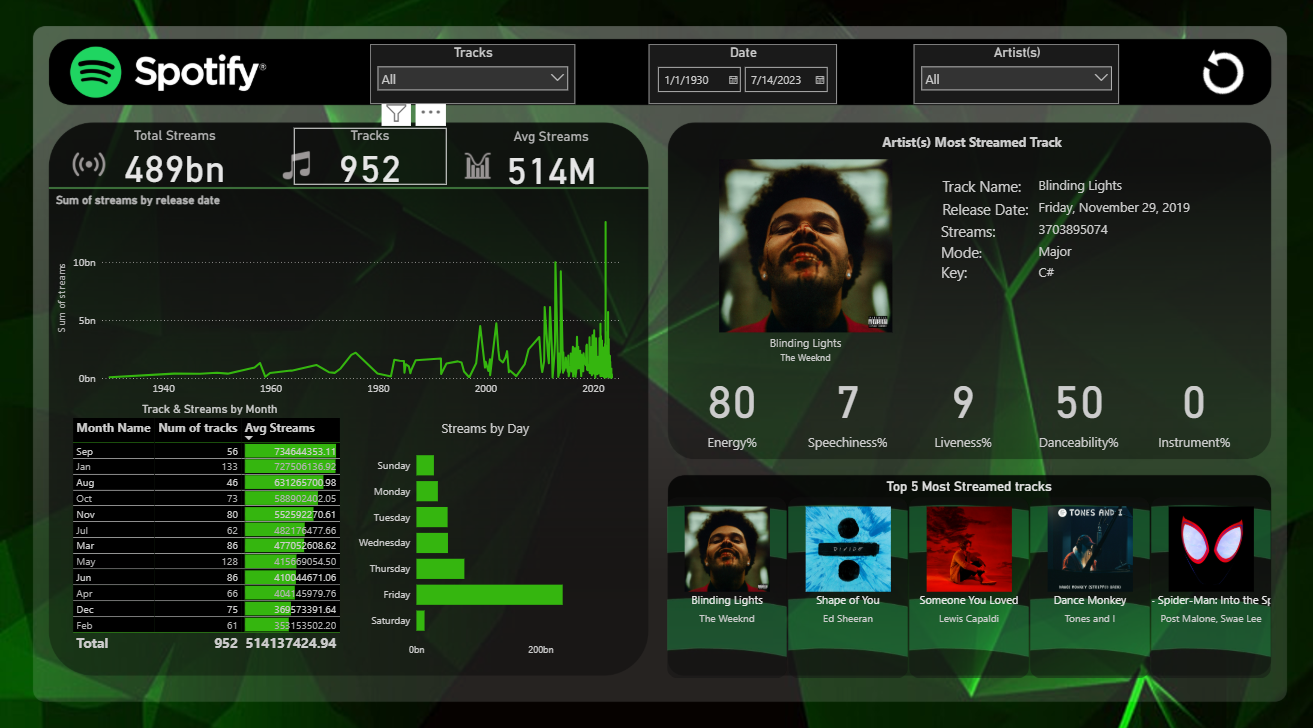 Spotify®
Tracks
All
Date
1/1/1930
7/14/2023
Artist(s)
All
Total Streams
489bn
Tracks
952
Avg Streams
514M
Sum of streams by release date
Sum of streams
10bn
5bn
0bn
1940 1960 1980 2000 2020
Track & Streams by Month
Month Name Num of tracks Avg Streams
Sep 56 734644353.11
Jan 133 727506136.92
Aug 46 631265700.98
Oct 73 588902402.05
Nov 80 552592270.61
Jul 62 482176477.66
Mar 86 477052608.62
May 128 415669054.50
Jun 86 410044671.06
Apr 66 404145979.76
Dec 75 369573391.64
Feb 61 353153502.20
Total 952 514137424.94
Streams by Day
Sunday
Monday
Tuesday
Wednesday
Thursday
Friday
Saturday
0bn 200bn
Artist(s) Most Streamed Track
Blinding Lights
The Weeknd
Track Name: Blinding Lights
Release Date: Friday, November 29, 2019
Streams: 3703895074
Mode: Major
Key: C#
80 7 9 50 0
Energy% Speechiness% Liveness% Danceability% Instrument%
Top 5 Most Streamed tracks
DIVIDE
TONES AND I
Blinding Lights
The Weeknd
Shape of You
Ed Sheeran
Someone You Loved
Lewis Capaldi
Dance Monkey
Tones and I
- Spider-Man: Into the Sp
Post Malone, Swae Lee